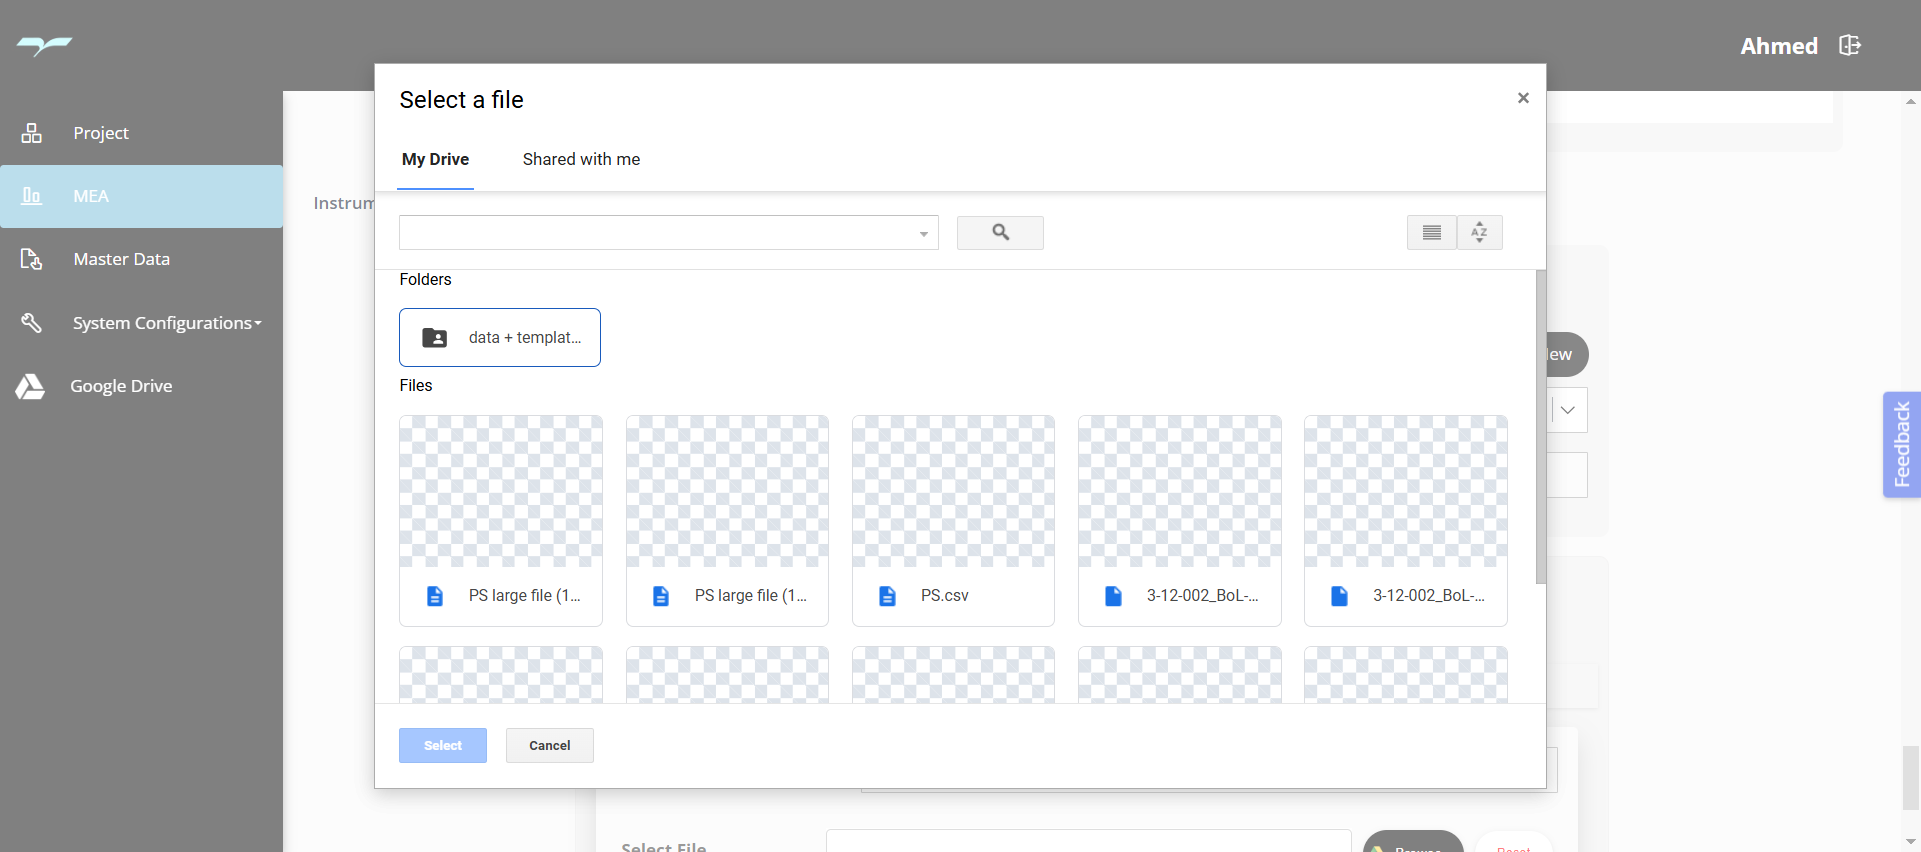 Ahmed
Project
MEA
Master Data
System Configurations
Google Drive
Instrum
Select a file
×
My Drive
Shared with me
AZ
Folders
data + templat...
Files
PS large file (1...
PS large file (1...
PS.csv
3-12-002_BoL-...
3-12-002_BoL-...
Select
Cancel
ew
Feedback
Select File
Browse
Reset